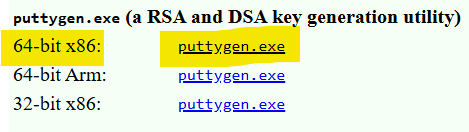 puttygen.exe (a RSA and DSA key generation utility)
64-bit x86: puttygen.exe
64-bit Arm: puttygen.exe
32-bit x86: puttygen.exe